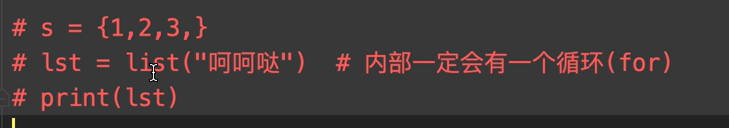 # s = {1,2,3,}
# lst = list("呵呵哒")  # 内部一定会有一个循环(for)
# print(lst)